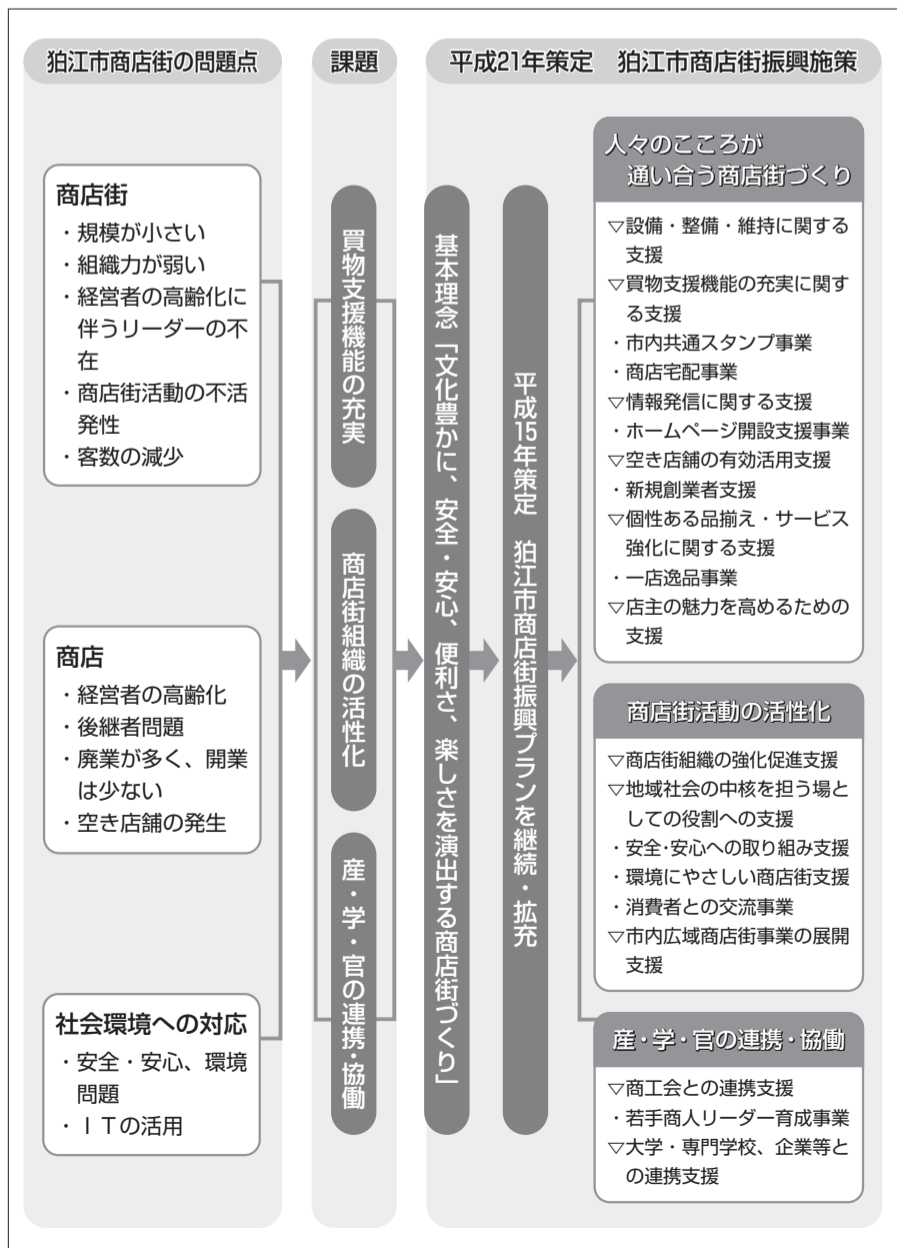 狛江市商店街の問題点
商店街
・規模が小さい
・組織力が弱い
・経営者の高齢化に
伴うリーダーの不
在
・商店街活動の不活
発性
・客数の減少
商店
・経営者の高齢化
・後継者問題
・廃業が多く、開業
は少ない
・空き店舗の発生
社会環境への対応
・安全・安心、環境
問題
・ＩＴの活用
課題
買物支援機能の充実
商店街組織の活性化
産・学・官の連携・協働
平成21年策定　狛江市商店街振興施策
基本理念「文化豊かに、安全・安心、便利さ、楽しさを演出する商店街づくり」
平成15年策定　狛江市商店街振興プランを継続・拡充
人々のこころが
通い合う商店街づくり
▽設備・整備・維持に関する
支援
▽買物支援機能の充実に関す
る支援
・市内共通スタンプ事業
・商店宅配事業
▽情報発信に関する支援
・ホームページ開設支援事業
▽空き店舗の有効活用支援
・新規創業者支援
▽個性ある品揃え・サービス
強化に関する支援
・一店逸品事業
▽店主の魅力を高めるための
支援
商店街活動の活性化
▽商店街組織の強化促進支援
▽地域社会の中核を担う場と
しての役割への支援
・安全・安心への取り組み支援
・環境にやさしい商店街支援
・消費者との交流事業
▽市内広域商店街事業の展開
支援
産・学・官の連携・協働
▽商工会との連携支援
・若手商人リーダー育成事業
▽大学・専門学校、企業等と
の連携支援